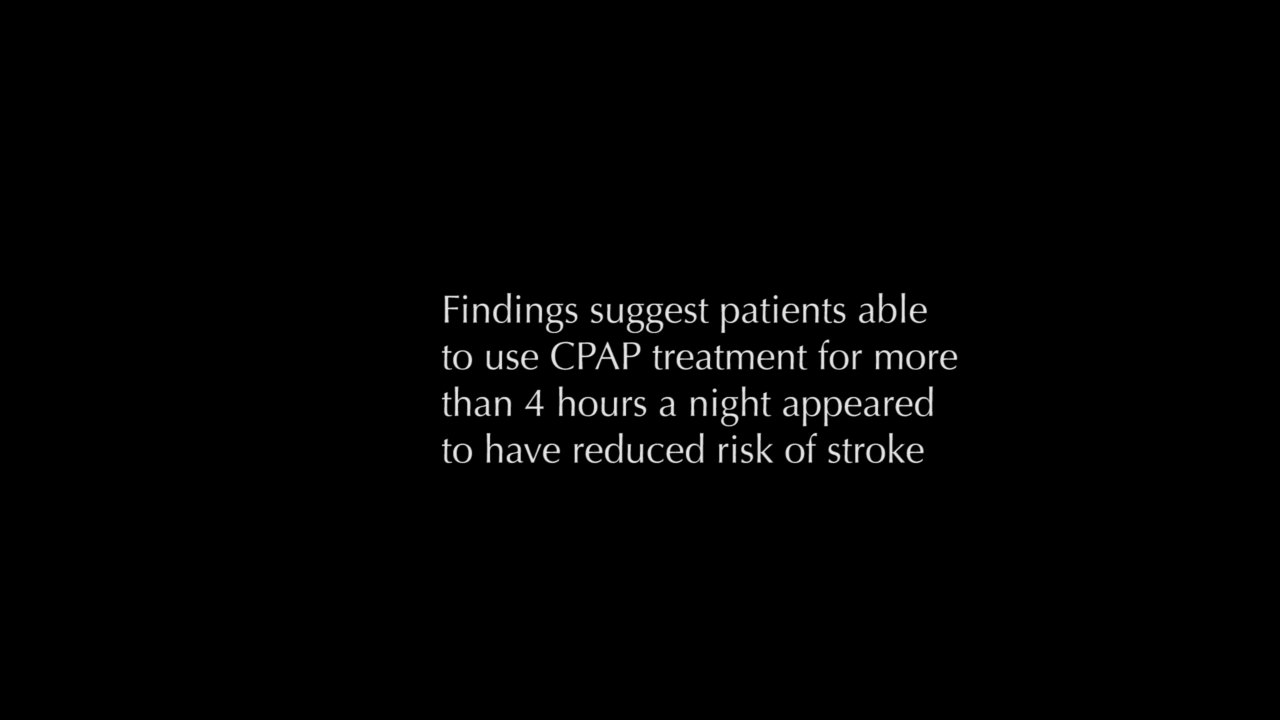 Findings suggest patients able
to use CPAP treatment for more
than 4 hours a night appeared
to have reduced risk of stroke